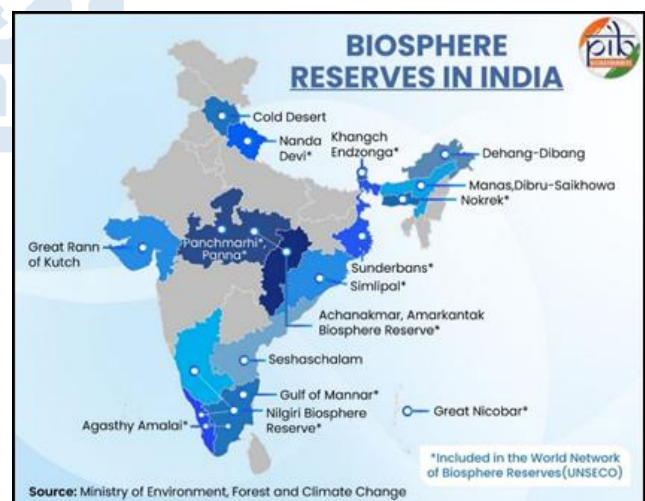 BIOSPHERE
RESERVES IN INDIA
pib
Cold Desert
Nanda
Devi*
Khangch
Endzonga*
Dehang-Dibang
Manas,Dibru-Saikhowa
Nokrek*
Great Rann
of Kutch
Panchmarhi*,
Panna*
Sunderbans*
Simlipal*
Achanakmar, Amarkantak
Biosphere Reserve*
Seshaschalam
Gulf of Mannar*
Nilgiri Biosphere
Reserve*
Agasthy Amalai*
Great Nicobar*
*Included in the World Network
of Biosphere Reserves(UNSECO)
Source: Ministry of Environment, Forest and Climate Change